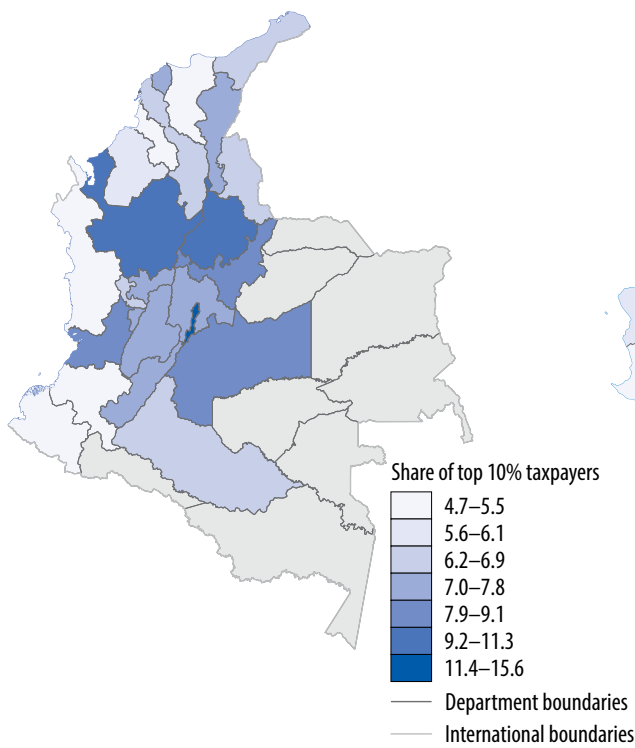 Share of top 10% taxpayers
4.7–5.5
5.6–6.1
6.2–6.9
7.0–7.8
7.9–9.1
9.2–11.3
11.4–15.6
Department boundaries
International boundaries